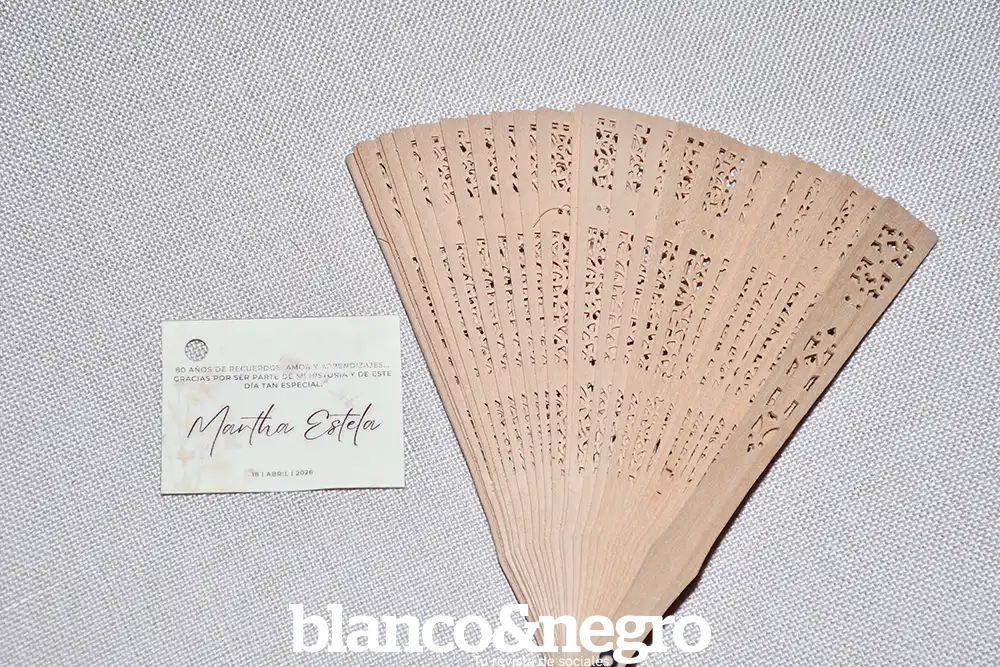 80 AÑOS DE RECUERDOS, AMOR Y APRENDIZAJES...
GRACIAS POR SER PARTE DE MI HISTORIA Y DE ESTE
DÍA TAN ESPECIAL.
Martha Estela
18 | ABRIL | 2026
blanco&negro
Tu revista de sociales